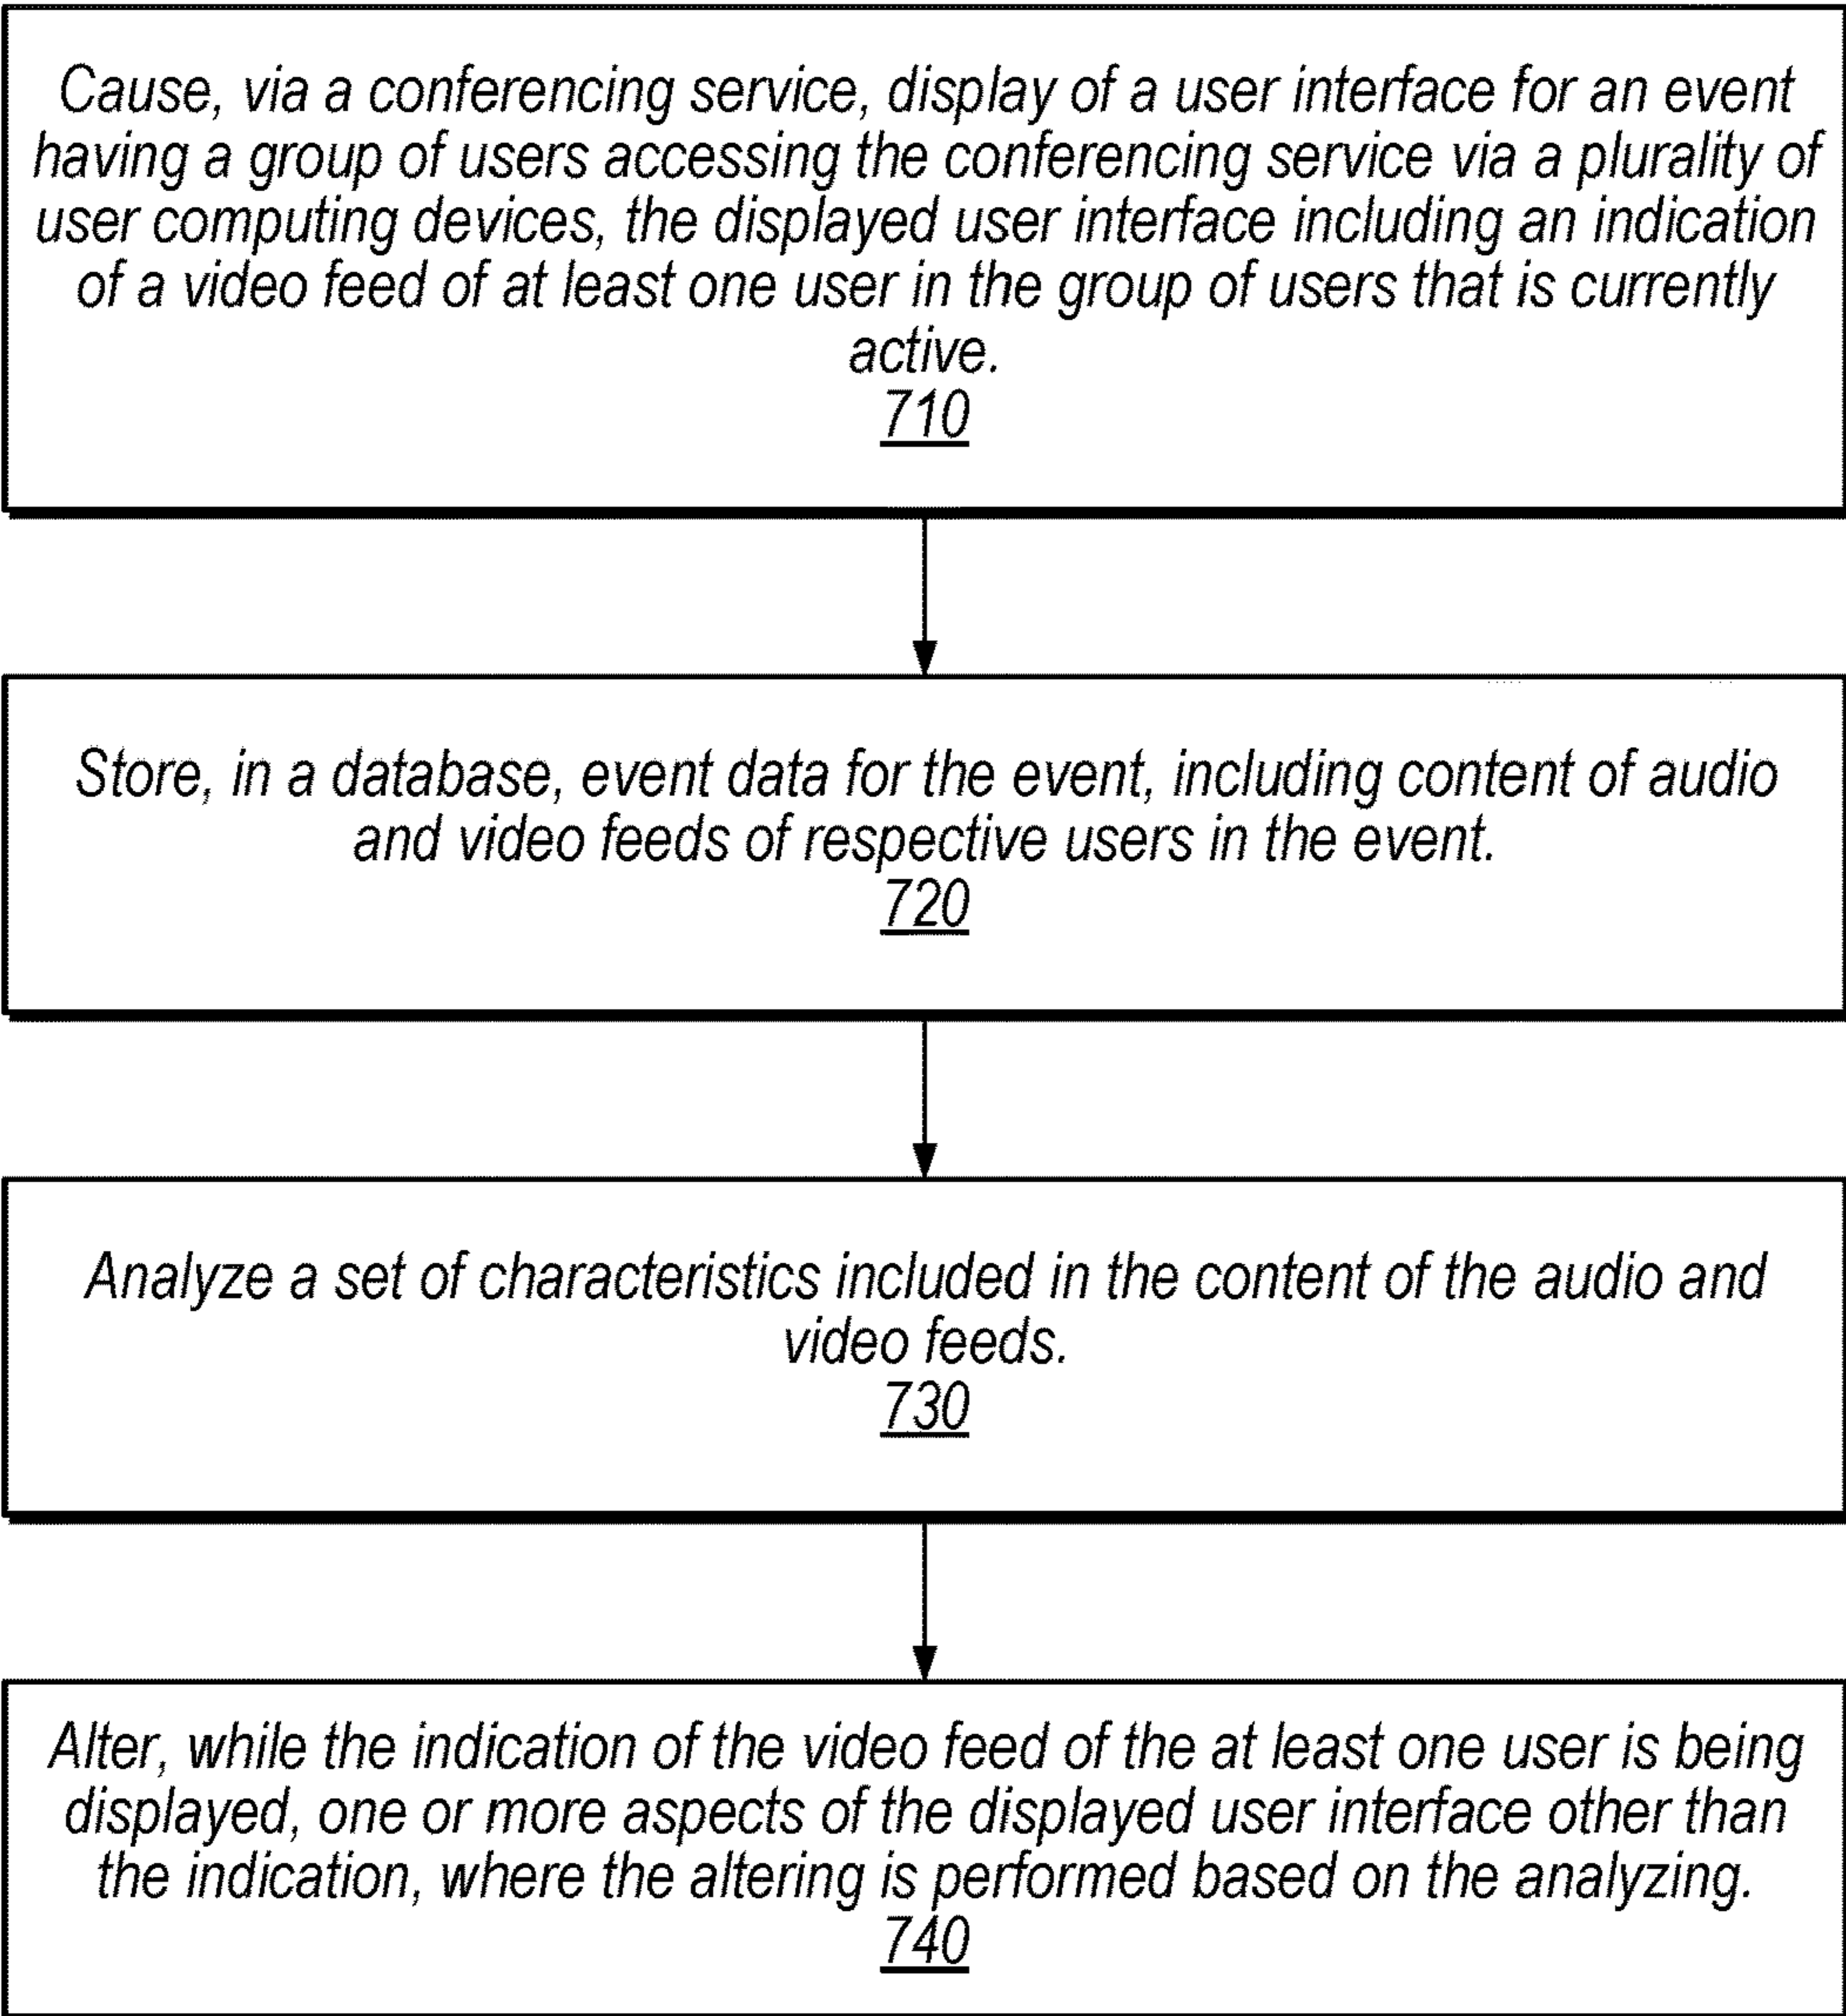 Cause, via a conferencing service, display of a user interface for an event
having a group of users accessing the conferencing service via a plurality of
user computing devices, the displayed user interface including an indication
of a video feed of at least one user in the group of users that is currently
active.
710
Store, in a database, event data for the event, including content of audio
and video feeds of respective users in the event.
720
Analyze a set of characteristics included in the content of the audio and
video feeds.
730
Alter, while the indication of the video feed of the at least one user is being
displayed, one or more aspects of the displayed user interface other than
the indication, where the altering is performed based on the analyzing.
740